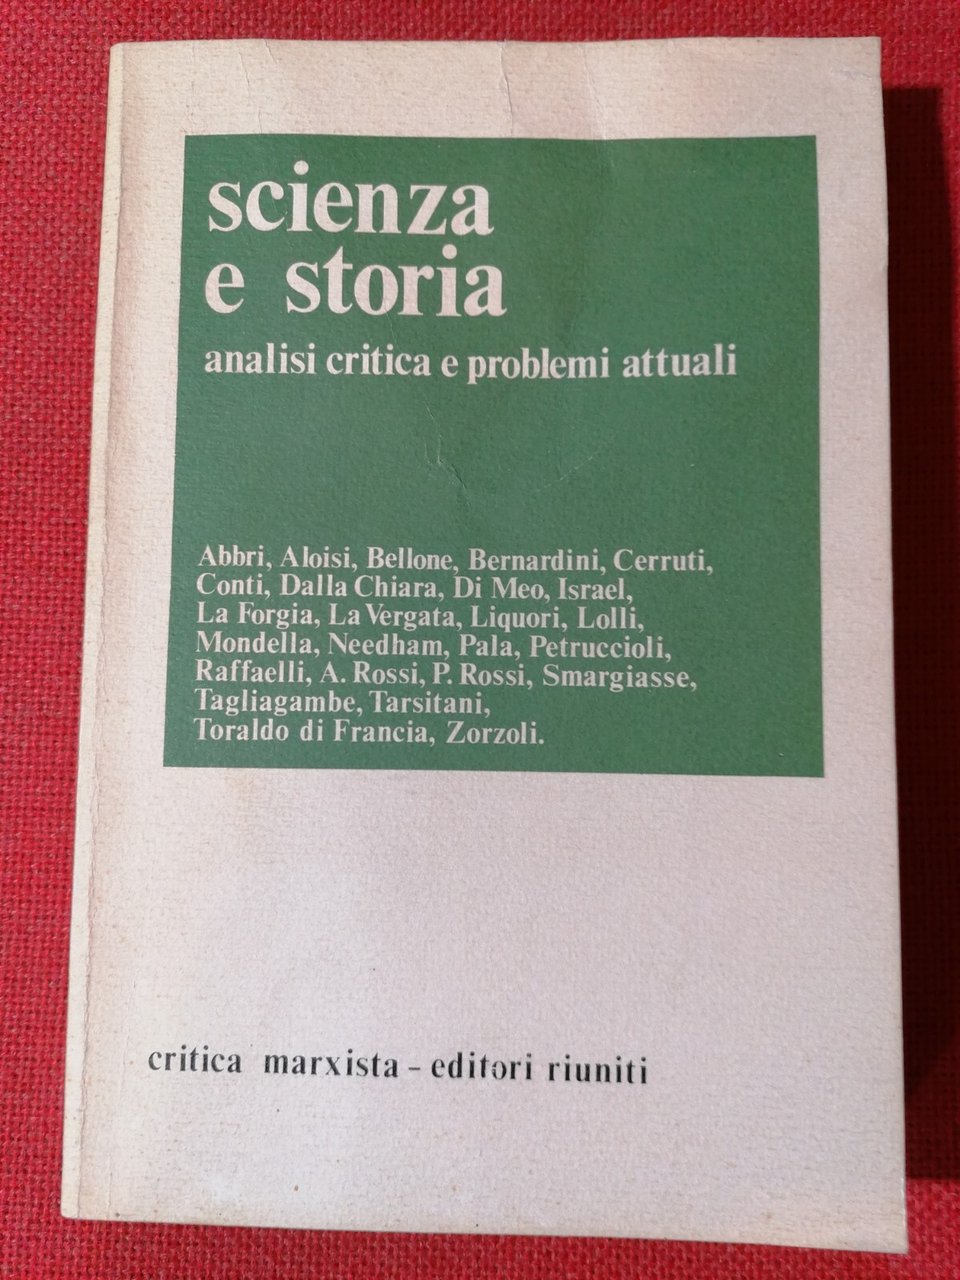 scienza
e storia
analisi critica e problemi attuali
Abbri, Aloisi, Bellone, Bernardini, Cerruti,
Conti, Dalla Chiara, Di Meo, Israel,
La Forgia, La Vergata, Liquori, Lolli,
Mondella, Needham, Pala, Petruccioli,
Raffaelli, A. Rossi, P. Rossi, Smargiasse,
Tagliagambe, Tarsitani,
Toraldo di Francia, Zorzoli.
critica marxista - editori riuniti